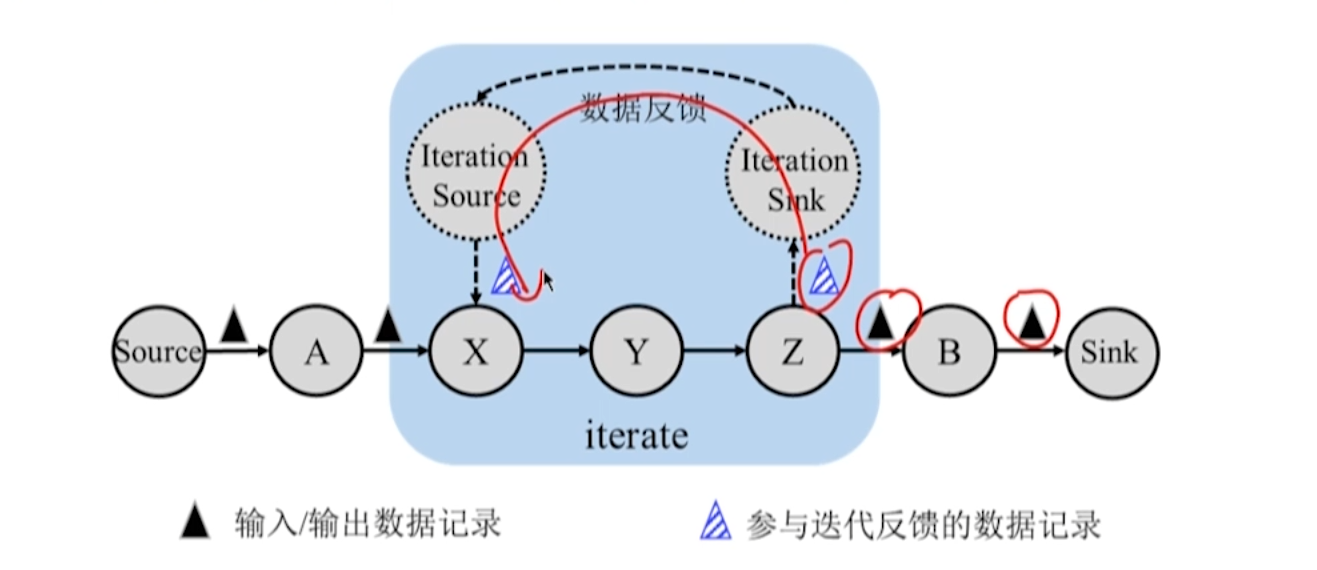 数据反馈
Iteration
Source
Iteration
Sink
Source
A
X
Y
Z
B
Sink
iterate
输入/输出数据记录
参与迭代反馈的数据记录